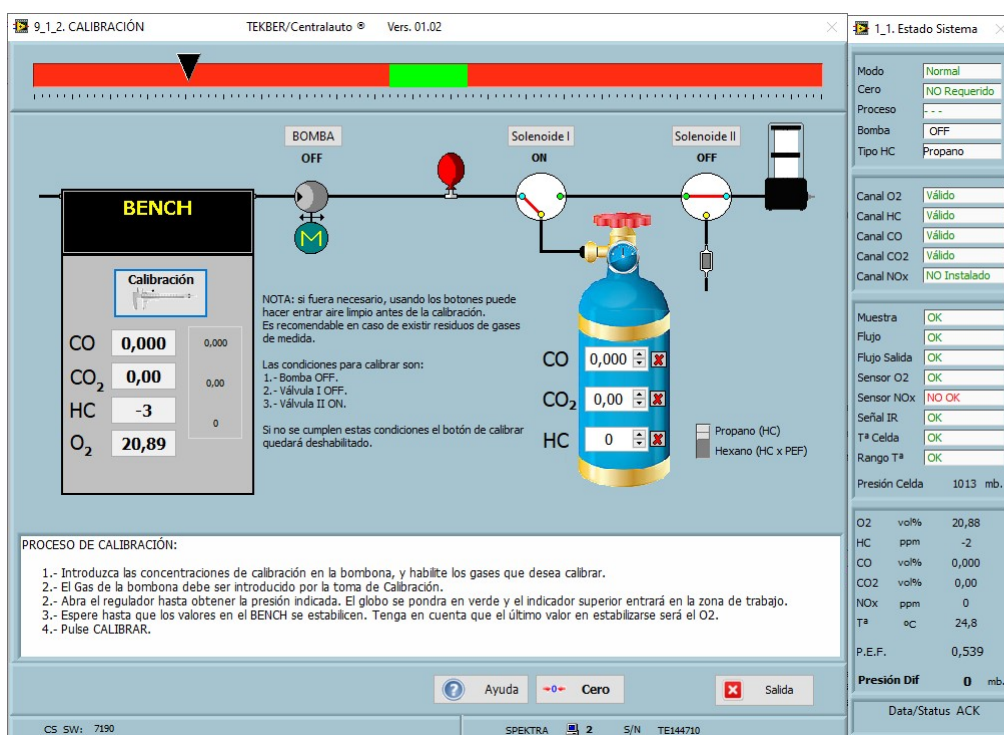 9_1_2. CALIBRACIÓN TEKBER/Centralauto ® Vers. 01.02
BOMBA
OFF
Solenoide I
ON
Solenoide II
OFF
BENCH
M
Calibración
CO 0,000 0,000
CO2 0,00 0,00
HC -3 0
O2 20,89
NOTA: si fuera necesario, usando los botones puede
hacer entrar aire limpio antes de la calibración.
Es recomendable en caso de existir residuos de gases
de medida.
Las condiciones para calibrar son:
1.- Bomba OFF.
2.- Válvula I OFF.
3.- Válvula II ON.
Si no se cumplen estas condiciones el botón de calibrar
quedará deshabilitado.
CO 0,000
CO2 0,00
HC 0
Propano (HC)
Hexano (HC x PEF)
PROCESO DE CALIBRACIÓN:
1.- Introduzca las concentraciones de calibración en la bombona, y habilite los gases que desea calibrar.
2.- El Gas de la bombona debe ser introducido por la toma de Calibración.
2.- Abra el regulador hasta obtener la presión indicada. El globo se pondra en verde y el indicador superior entrará en la zona de trabajo.
3.- Espere hasta que los valores en el BENCH se estabilicen. Tenga en cuenta que el último valor en estabilizarse será el O2.
4.- Pulse CALIBRAR.
Ayuda Cero Salida
CS SW: 7190 SPEKTRA 2 S/N TE144710
1_1. Estado Sistema
Modo Normal
Cero NO Requerido
Proceso - - -
Bomba OFF
Tipo HC Propano
Canal O2 Válido
Canal HC Válido
Canal CO Válido
Canal CO2 Válido
Canal NOx NO Instalado
Muestra OK
Flujo OK
Flujo Salida OK
Sensor O2 OK
Sensor NOx NO OK
Señal IR OK
Tª Celda OK
Rango Tª OK
Presión Celda 1013 mb.
O2 vol% 20,88
HC ppm -2
CO vol% 0,000
CO2 vol% 0,00
NOx ppm 0
Tª ºC 24,8
P.E.F. 0,539
Presión Dif 0 mb.
Data/Status ACK